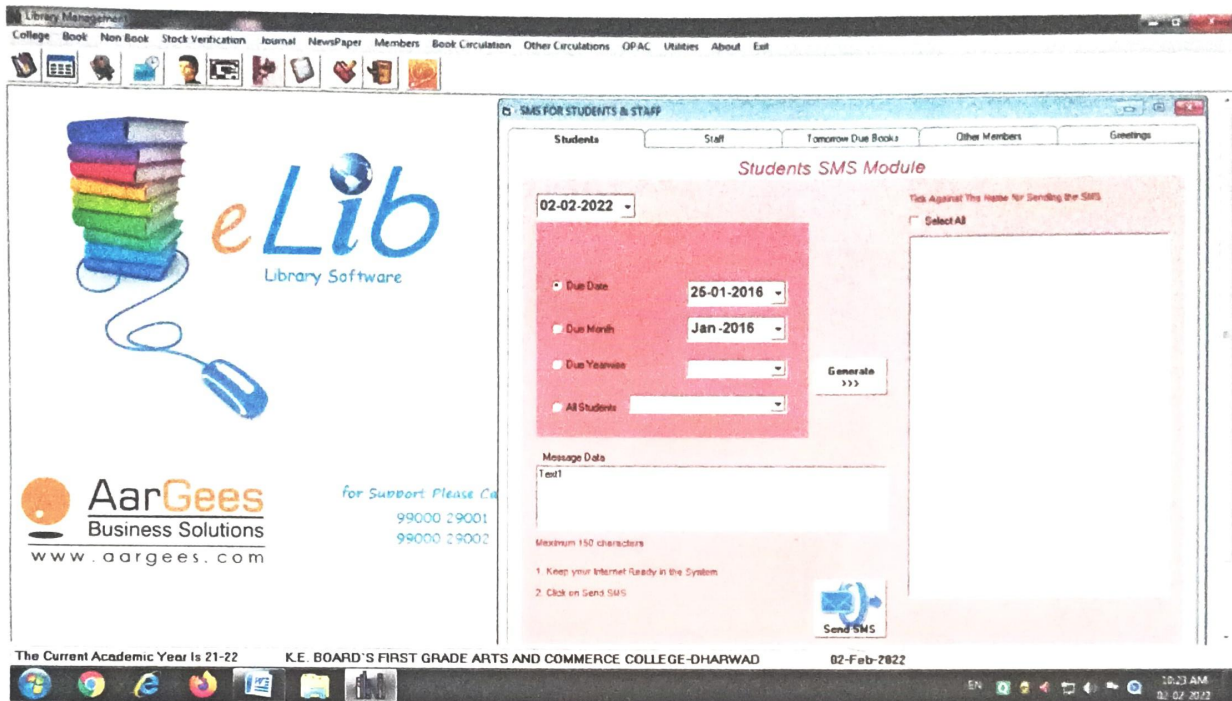 Library Management
College Book Non Book Stock Verification Journal NewsPaper Members Book Circulation Other Circulations OPAC Utilities About Exit
SMS FOR STUDENTS & STAFF
Students Staff Tomorrow Due Books Other Members Greetings
Students SMS Module
02-02-2022
Tick Against The Name for Sending the SMS
Select All
Due Date 25-01-2016
Due Month Jan-2016
Due Yearwise
Generate
>>>
All Students
Message Data
Text1
Maximum 150 characters
1. Keep your Internet Ready in the System
2. Click on Send SMS
Send SMS
eLib
Library Software
AarGees
Business Solutions
www.aargees.com
for Support Please Ca
99000 29001
99000 29002
The Current Academic Year Is 21-22 K.E. BOARD'S FIRST GRADE ARTS AND COMMERCE COLLEGE-DHARWAD 02-Feb-2022
EN 10:23 AM
02-02-2022